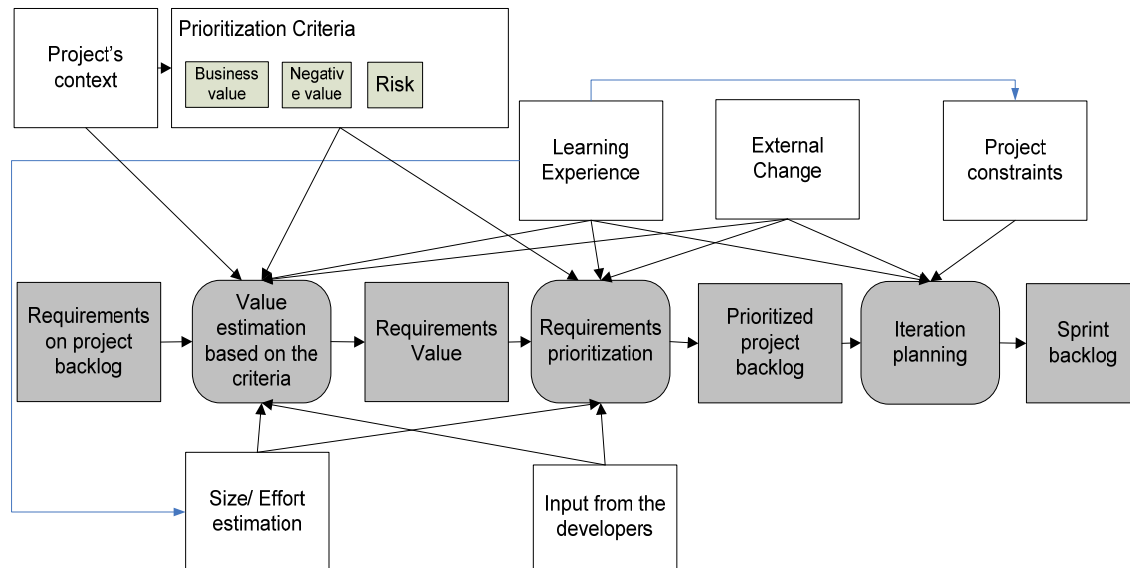 Project's
context
Prioritization Criteria
Business
value
Negativ
e value
Risk
Learning
Experience
External
Change
Project
constraints
Requirements
on project
backlog
Value
estimation
based on the
criteria
Requirements
Value
Requirements
prioritization
Prioritized
project
backlog
Iteration
planning
Sprint
backlog
Size/ Effort
estimation
Input from the
developers